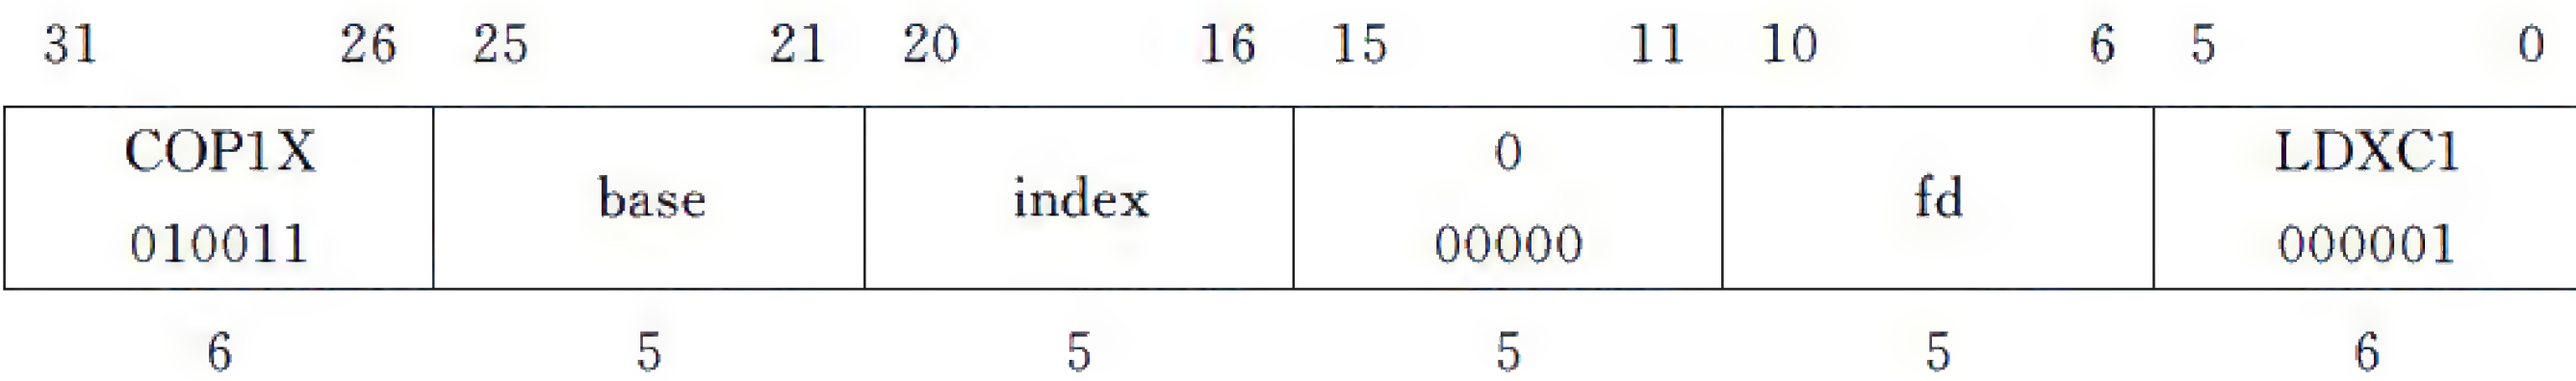 31 26 25 21 20 16 15 11 10 6 5 0
COP1X 0 LDXC1
base index fd
010011 00000 000001
6 5 5 5 5 6